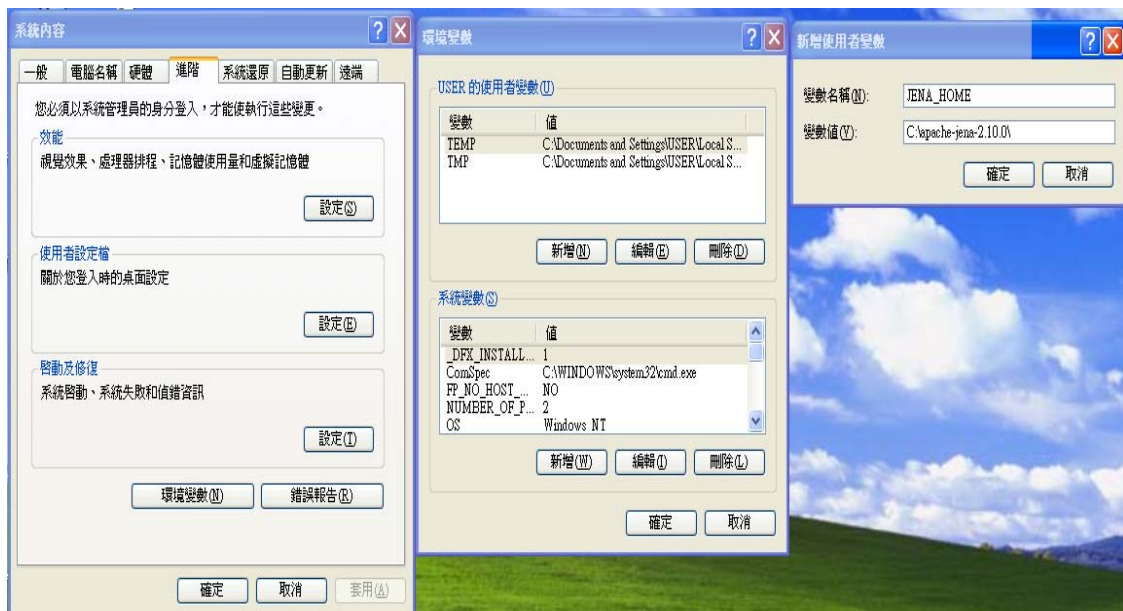 系統內容
一般 電腦名稱 硬體 進階 系統還原 自動更新 遠端
您必須以系統管理員的身分登入，才能使執行這些變更。
效能
視覺效果、處理器排程、記憶體使用量和虛擬記憶體
設定(S)
使用者設定檔
關於您登入時的桌面設定
設定(E)
啟動及修復
系統啟動、系統失敗和偵錯資訊
設定(T)
環境變數(N) 錯誤報告(R)
確定 取消 套用(A)
環境變數
USER 的使用者變數(U)
變數 值
TEMP C:\Documents and Settings\USER\Local S...
TMP C:\Documents and Settings\USER\Local S...
新增(N) 編輯(E) 刪除(D)
系統變數(S)
變數 值
_DFX_INSTALL... 1
ComSpec C:\WINDOWS\system32\cmd.exe
FP_NO_HOST_... NO
NUMBER_OF_P... 2
OS Windows_NT
新增(W) 編輯(I) 刪除(L)
確定 取消
新增使用者變數
變數名稱(N): JENA_HOME
變數值(V): C:\apache-jena-2.10.0\
確定 取消